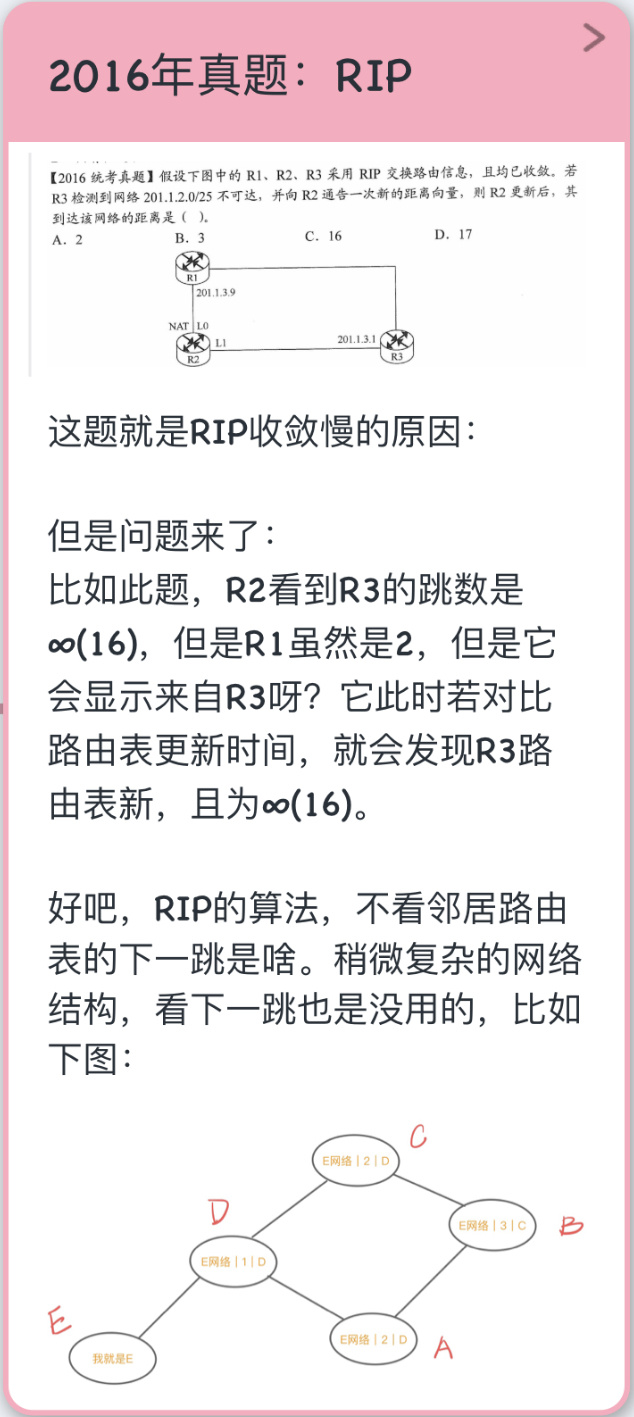 2016年真题：RIP
【2016 统考真题】假设下图中的 R1、R2、R3 采用 RIP 交换路由信息，且均已收敛。若
R3 检测到网络 201.1.2.0/25 不可达，并向 R2 通告一次新的距离向量，则 R2 更新后，其
到达该网络的距离是（ ）。
A．2 B．3 C．16 D．17
R1
201.1.3.9
NAT L0
L1
201.1.3.1
R2
R3
这题就是RIP收敛慢的原因：
但是问题来了：
比如此题，R2看到R3的跳数是
∞(16)，但是R1虽然是2，但是它
会显示来自R3呀？它此时若对比
路由表更新时间，就会发现R3路
由表新，且为∞(16)。
好吧，RIP的算法，不看邻居路由
表的下一跳是啥。稍微复杂的网络
结构，看下一跳也是没用的，比如
下图：
C
E网络｜2｜D
D
E网络｜3｜C
B
E网络｜1｜D
E
E网络｜2｜D
A
我就是E